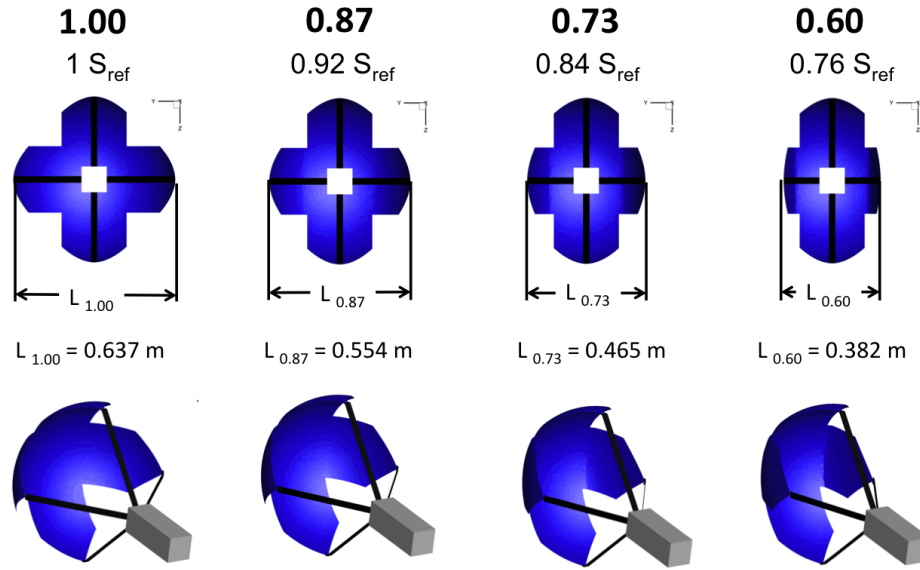 1.00 0.87 0.73 0.60
1 Sref 0.92 Sref 0.84 Sref 0.76 Sref
Y X Y X Y X Y X
Z Z Z Z
L 1.00 L 0.87 L 0.73 L 0.60
L 1.00 = 0.637 m L 0.87 = 0.554 m L 0.73 = 0.465 m L 0.60 = 0.382 m